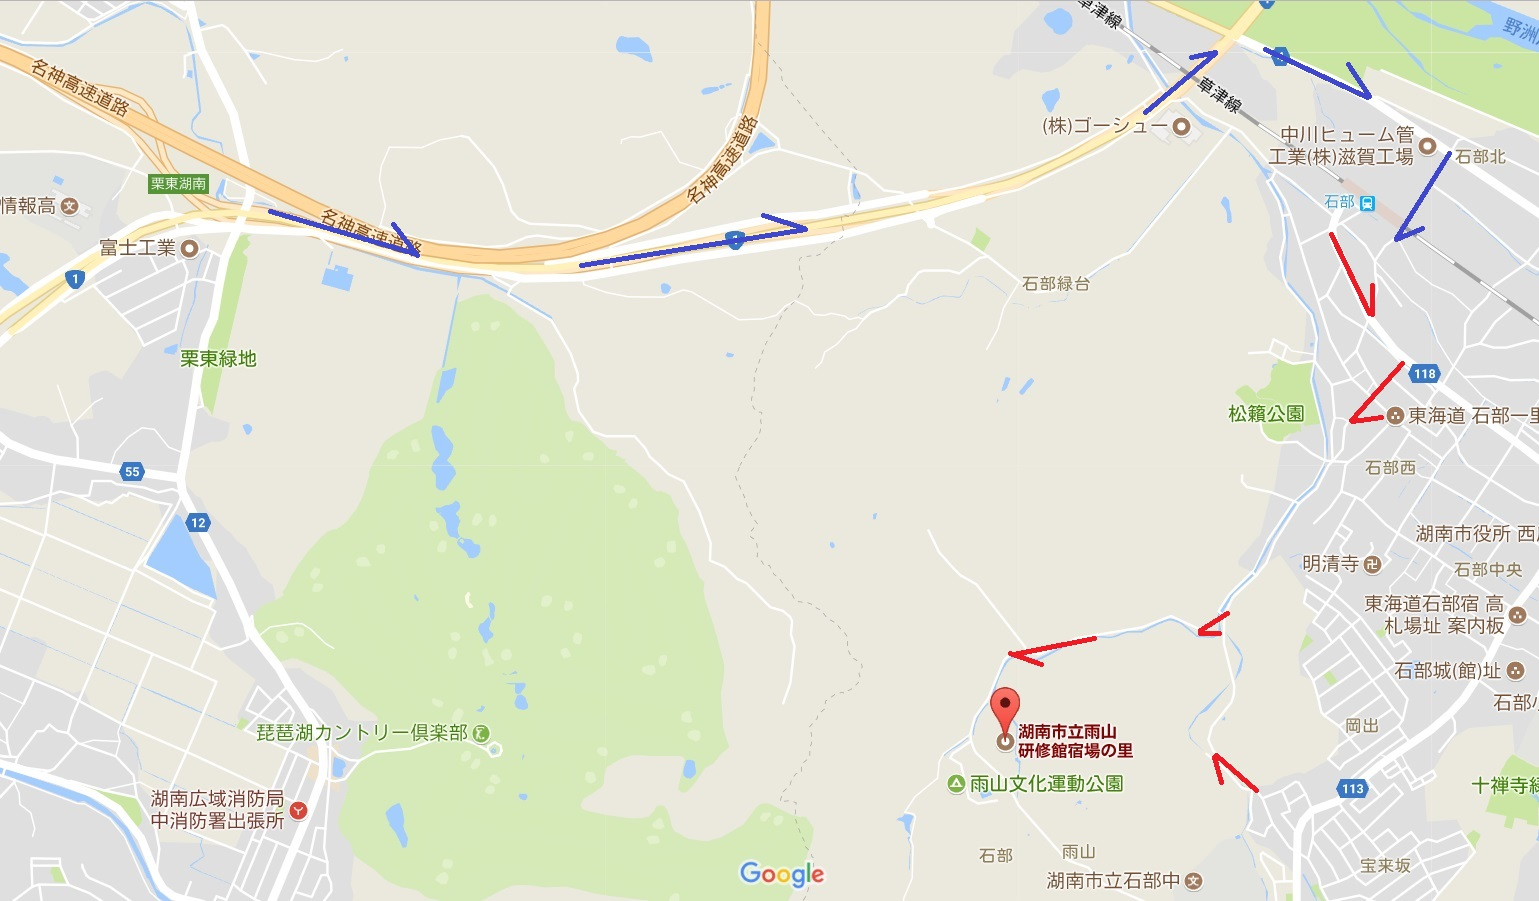 草津線
野洲川
名神高速道路
草津線
(株)ゴーシュー
中川ヒューム管
工業(株)滋賀工場
石部北
名神高速道路
栗東湖南
情報高
石部
名神高速道路
富士工業
1
1
石部緑台
栗東緑地
118
松籟公園
東海道 石部一里
石部西
55
12
湖南市役所 西
明清寺
石部中央
東海道石部宿 高
札場址 案内板
石部城(館)址
石部小
岡出
琵琶湖カントリー倶楽部
湖南市立雨山
研修館宿場の里
雨山文化運動公園
113
十禅寺緑
湖南広域消防局
中消防署出張所
石部
雨山
宝来坂
湖南市立石部中
Google